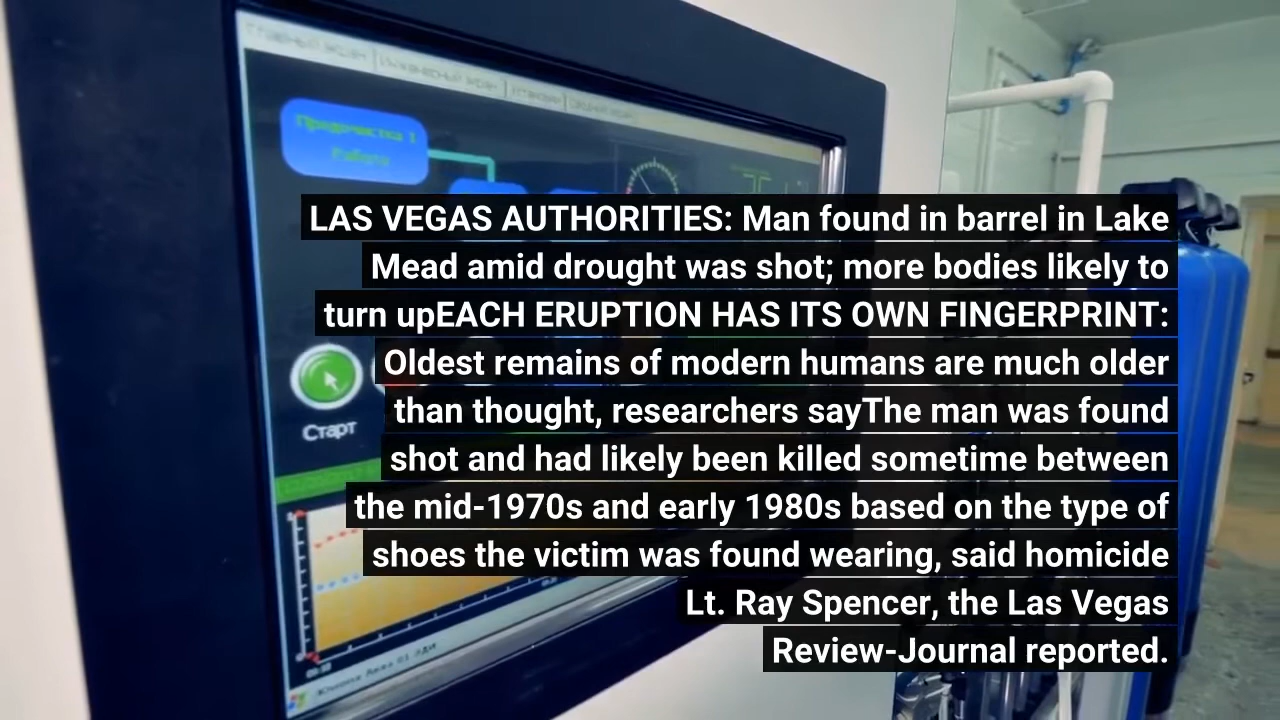 Предочистка 1
Работа
Старт
LAS VEGAS AUTHORITIES: Man found in barrel in Lake
Mead amid drought was shot; more bodies likely to
turn upEACH ERUPTION HAS ITS OWN FINGERPRINT:
Oldest remains of modern humans are much older
than thought, researchers sayThe man was found
shot and had likely been killed sometime between
the mid-1970s and early 1980s based on the type of
shoes the victim was found wearing, said homicide
Lt. Ray Spencer, the Las Vegas
Review-Journal reported.